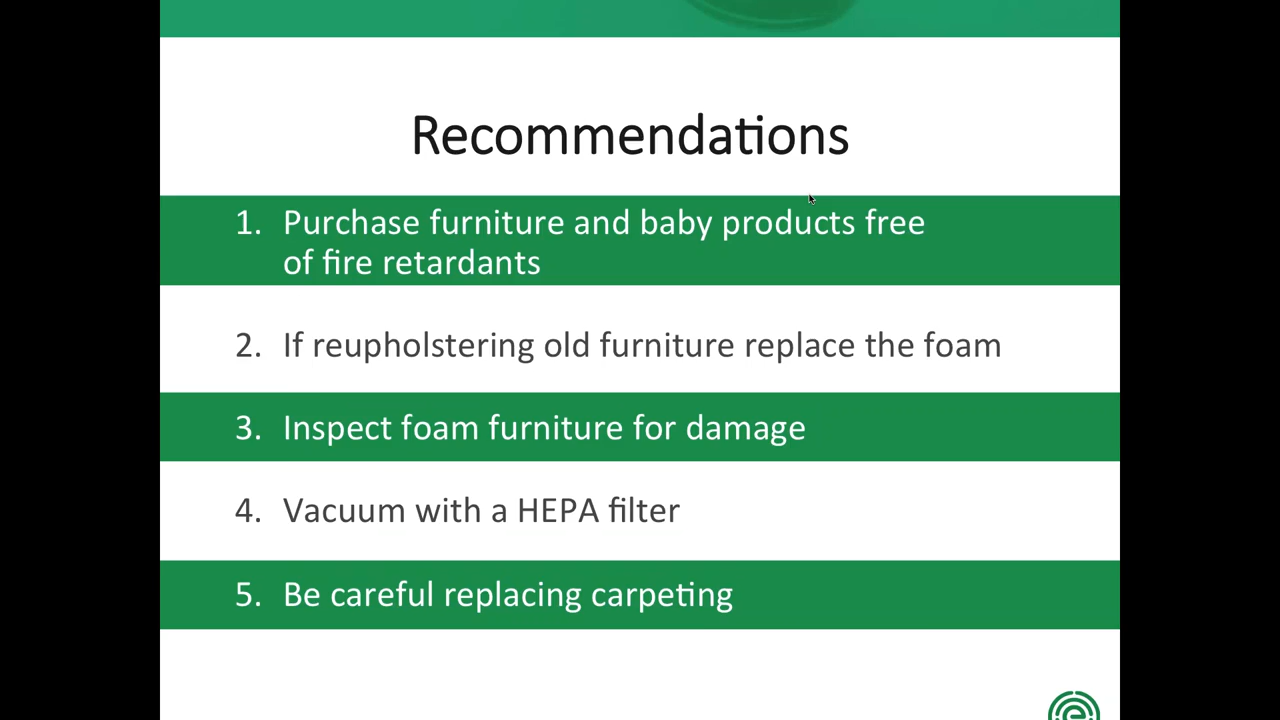 Recommendations
1. Purchase furniture and baby products free
of fire retardants
2. If reupholstering old furniture replace the foam
3. Inspect foam furniture for damage
4. Vacuum with a HEPA filter
5. Be careful replacing carpeting